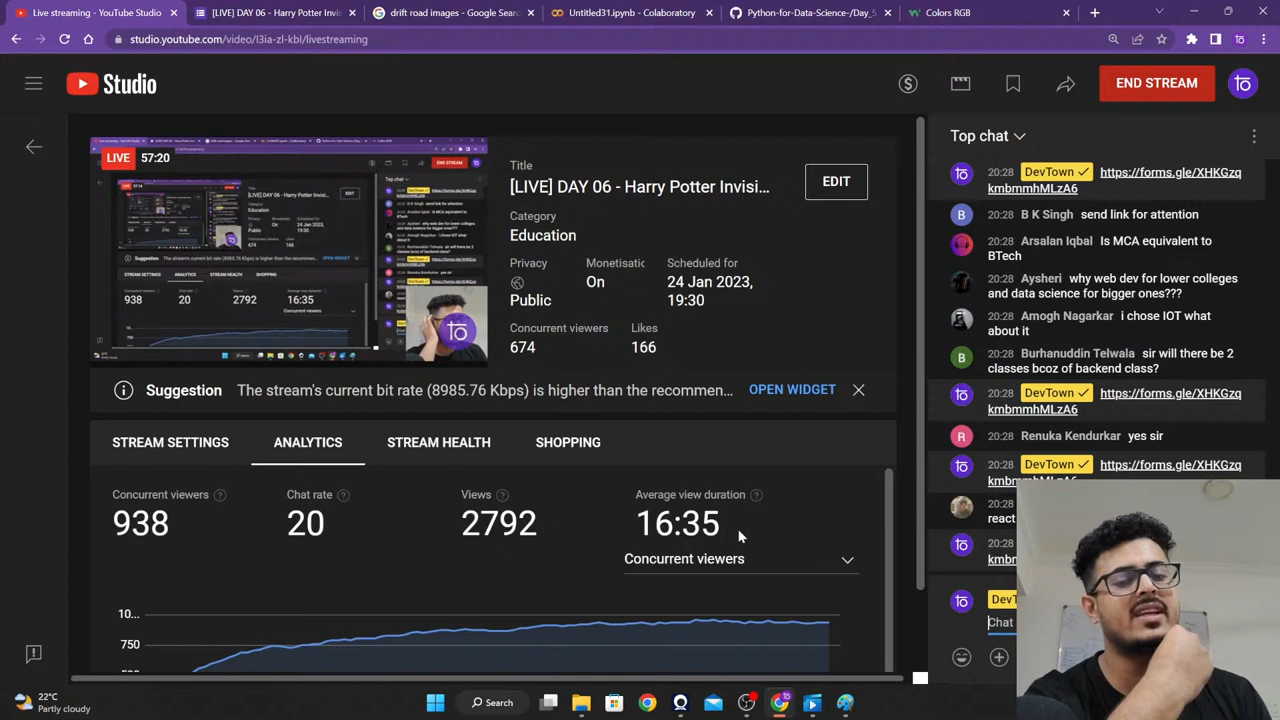 Live streaming - YouTube Studio
[LIVE] DAY 06 - Harry Potter Invis
drift road images - Google Search
Untitled31.ipynb - Colaboratory
Python-for-Data-Science-/Day_5
Colors RGB
studio.youtube.com/video/l3ia-zl-kbI/livestreaming
Studio
END STREAM
LIVE 57:20
Title
[LIVE] DAY 06 - Harry Potter Invisi...
EDIT
Category
Education
Privacy
Public
Monetisatic
On
Scheduled for
24 Jan 2023,
19:30
Concurrent viewers
674
Likes
166
Suggestion The stream's current bit rate (8985.76 Kbps) is higher than the recommen... OPEN WIDGET
STREAM SETTINGS ANALYTICS STREAM HEALTH SHOPPING
Concurrent viewers
938
Chat rate
20
Views
2792
Average view duration
16:35
Concurrent viewers
10...
750
Top chat
20:28 DevTown https://forms.gle/XHKGzq
kmbmmhMLzA6
20:28 B K Singh send link for attention
20:28 Arsalan Iqbal Is MCA equivalent to
BTech
20:28 Aysheri why web dev for lower colleges
and data science for bigger ones???
20:28 Amogh Nagarkar i chose IOT what
about it
20:28 Burhanuddin Telwala sir will there be 2
classes bcoz of backend class?
20:28 DevTown https://forms.gle/XHKGzq
kmbmmhMLzA6
20:28 Renuka Kendurkar yes sir
20:28 DevTown https://forms.gle/XHKGzq
kmb
20:28
react
20:28
kmb
DevT
Chat
22°C
Partly cloudy
Search